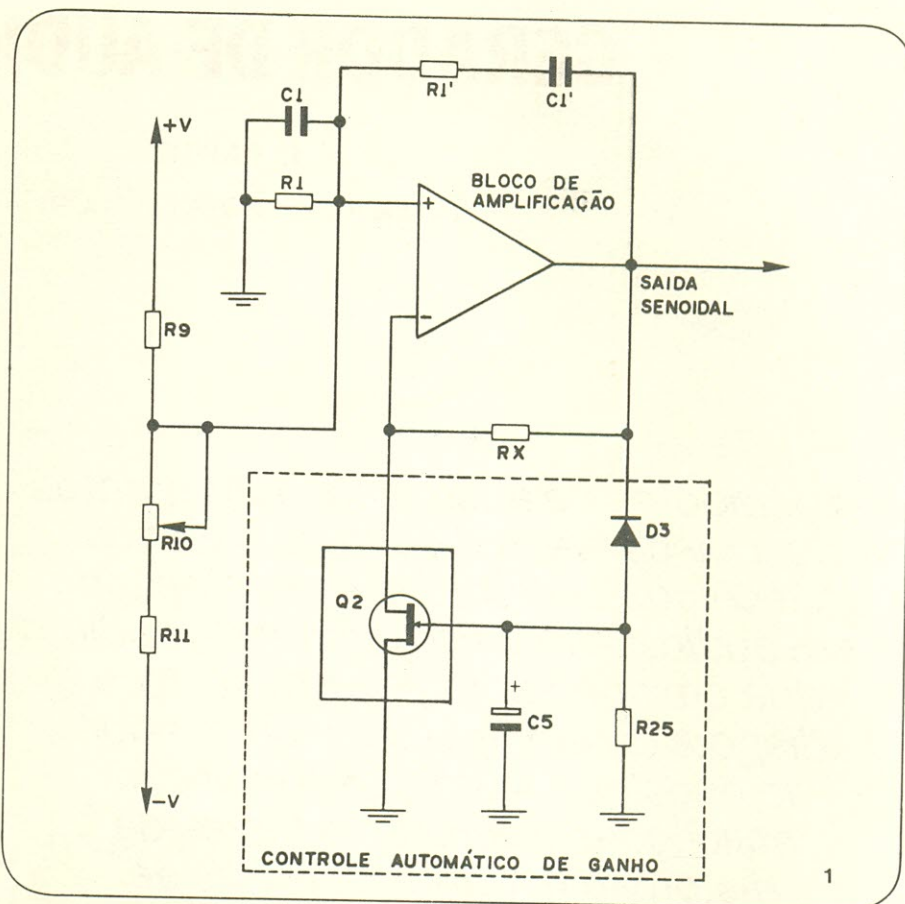 R1'
C1'
C1
+V
R1
BLOCO DE
AMPLIFICAÇÃO
+
SAIDA
SENOIDAL
R9
−
RX
R10
D3
Q2
R11
+
C5
R25
−V
CONTROLE AUTOMÁTICO DE GANHO
1